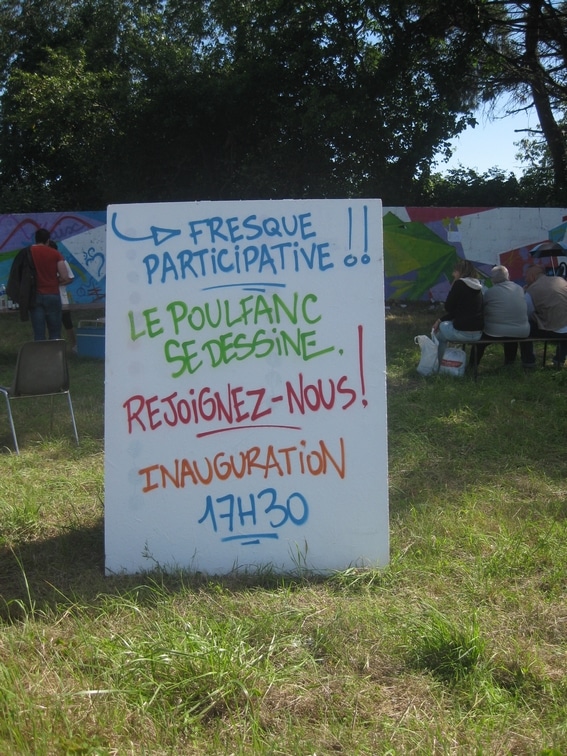 FRESQUE
PARTICIPATIVE !!
LE POULFANC
SE DESSINE.
REJOIGNEZ-NOUS!
INAUGURATION
17H30